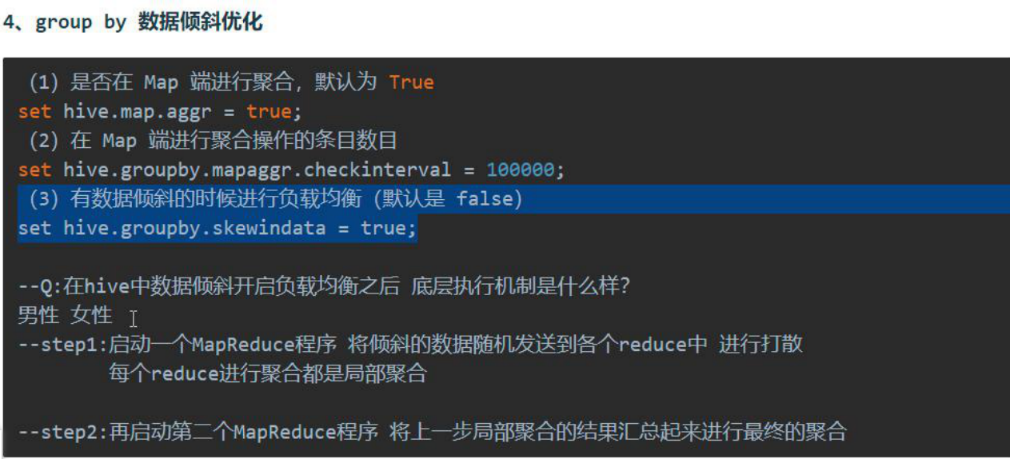 4、group by 数据倾斜优化
(1) 是否在 Map 端进行聚合，默认为 True
set hive.map.aggr = true;
(2) 在 Map 端进行聚合操作的条目数目
set hive.groupby.mapaggr.checkinterval = 100000;
(3) 有数据倾斜的时候进行负载均衡 (默认是 false)
set hive.groupby.skewindata = true;
--Q:在hive中数据倾斜开启负载均衡之后 底层执行机制是什么样?
男性 女性
--step1:启动一个MapReduce程序 将倾斜的数据随机发送到各个reduce中 进行打散
每个reduce进行聚合都是局部聚合
--step2:再启动第二个MapReduce程序 将上一步局部聚合的结果汇总起来进行最终的聚合